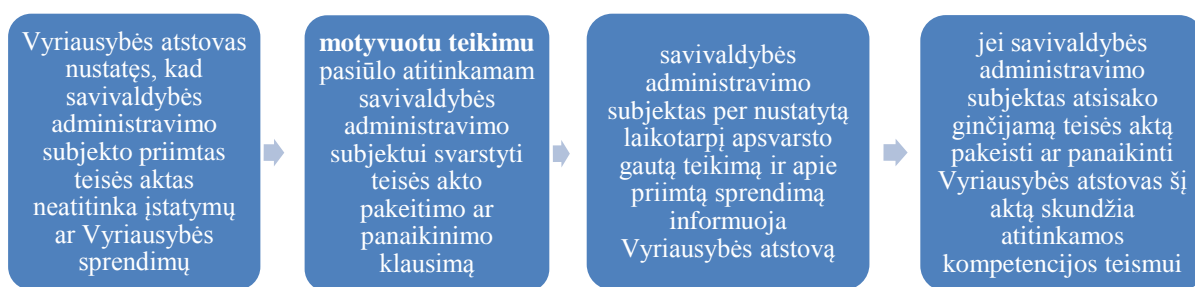 Vyriausybės atstovas
nustatęs, kad
savivaldybės
administravimo
subjekto priimtas
teisės aktas
neatitinka įstatymų
ar Vyriausybės
sprendimų
motyvuotu teikimu
pasiūlo atitinkamam
savivaldybės
administravimo
subjektui svarstyti
teisės akto
pakeitimo ar
panaikinimo
klausimą
savivaldybės
administravimo
subjektas per nustatytą
laikotarpį apsvarsto
gautą teikimą ir apie
priimtą sprendimą
informuoja
Vyriausybės atstovą
jei savivaldybės
administravimo
subjektas atsisako
ginčijamą teisės aktą
pakeisti ar panaikinti
Vyriausybės atstovas šį
aktą skundžia
atitinkamos
kompetencijos teismui